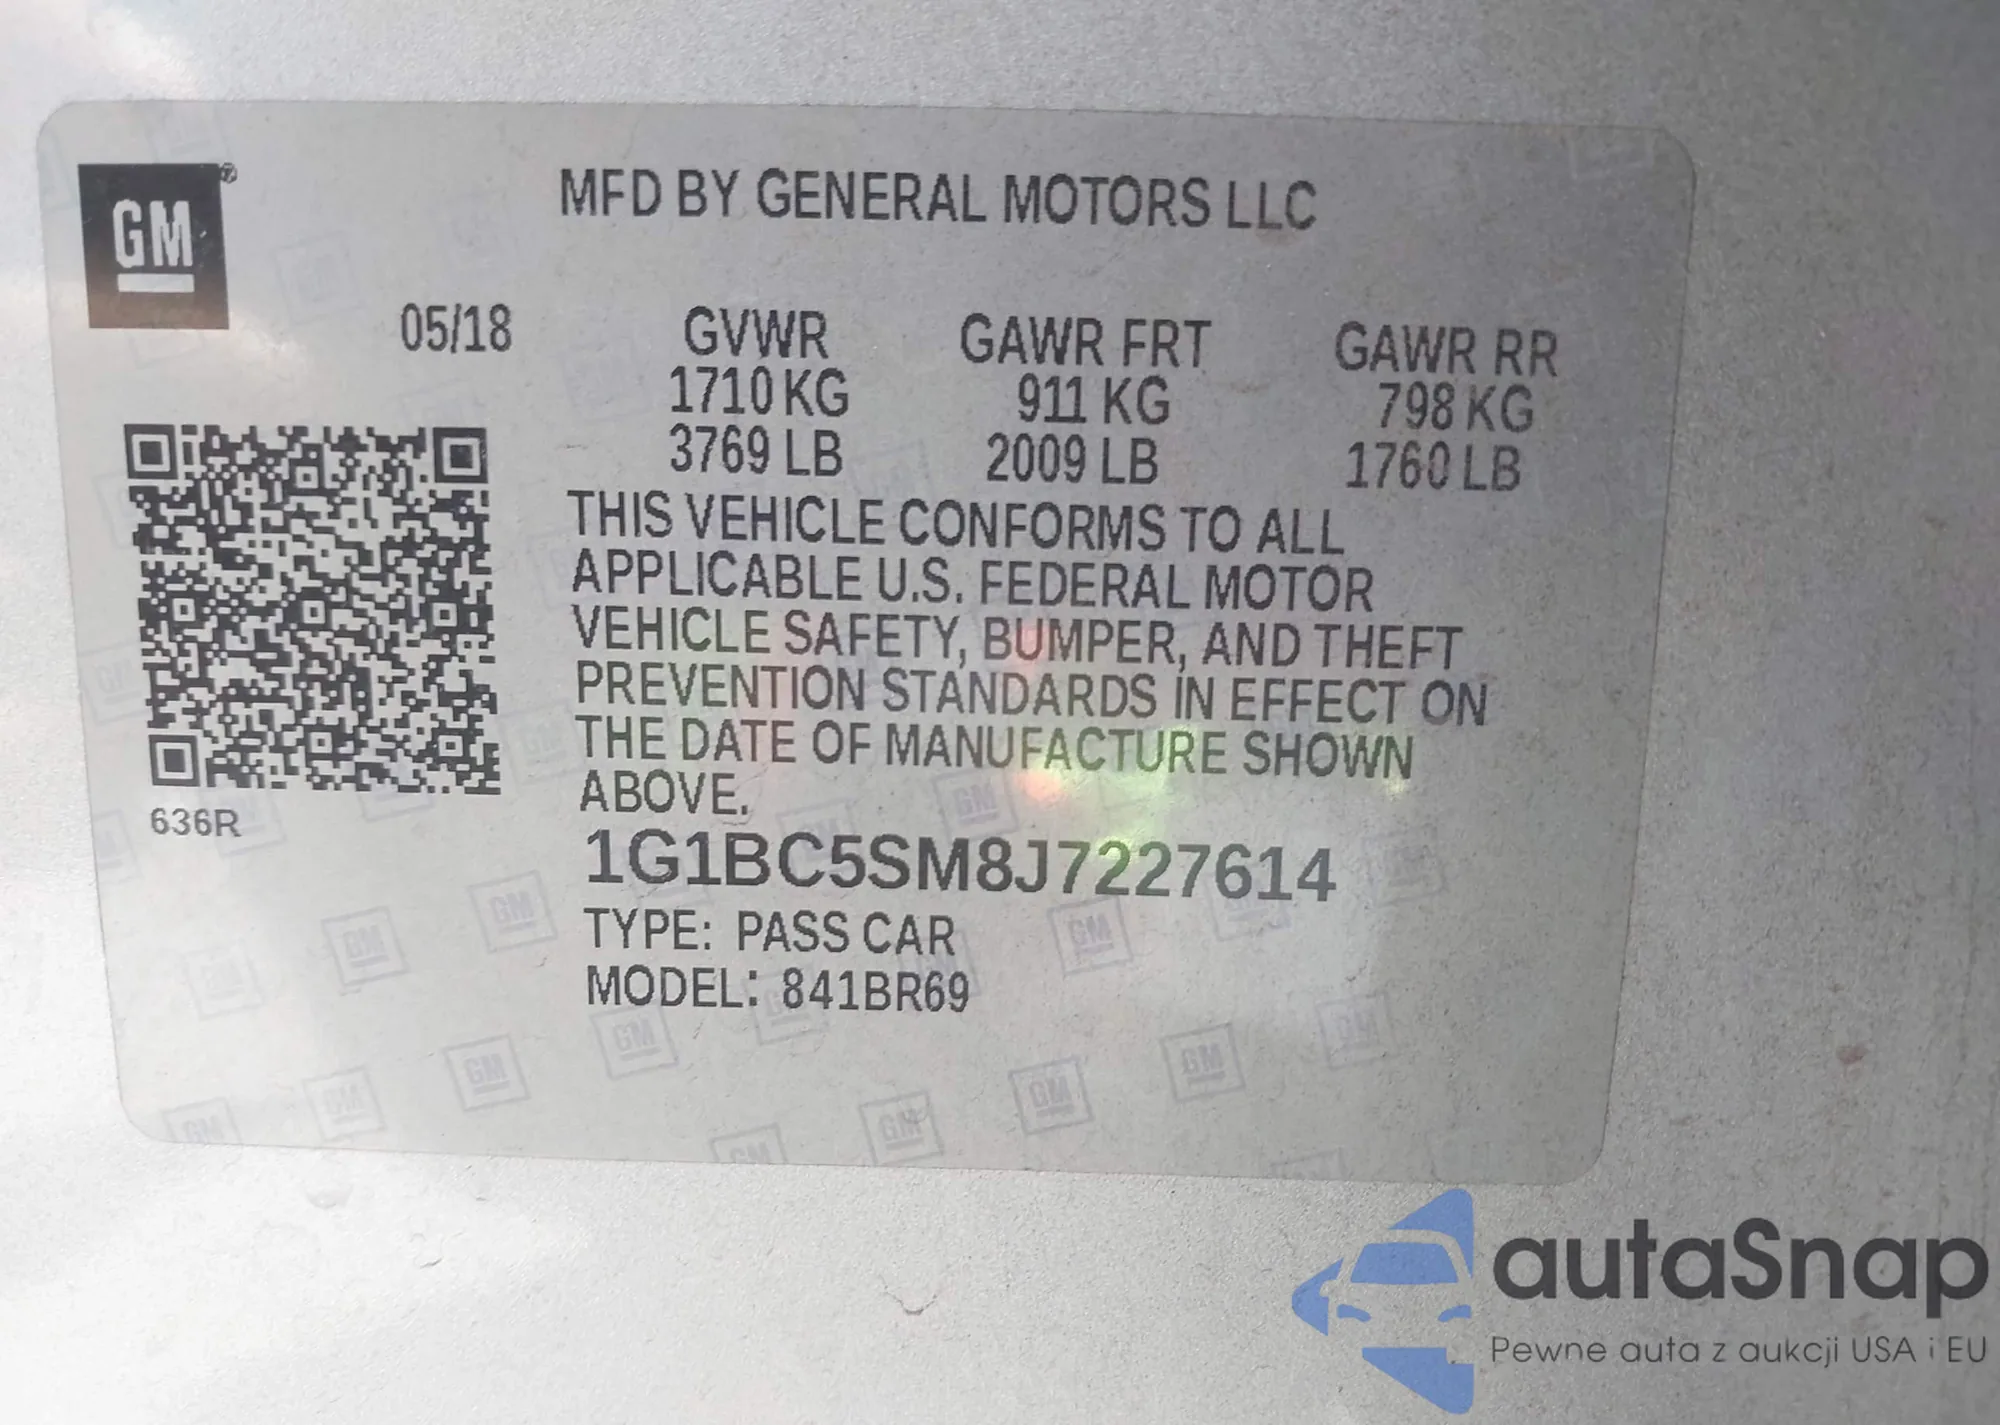 GM®
MFD BY GENERAL MOTORS LLC
05/18
GVWR GAWR FRT GAWR RR
1710 KG 911 KG 798 KG
3769 LB 2009 LB 1760 LB
THIS VEHICLE CONFORMS TO ALL
APPLICABLE U.S. FEDERAL MOTOR
VEHICLE SAFETY, BUMPER, AND THEFT
PREVENTION STANDARDS IN EFFECT ON
THE DATE OF MANUFACTURE SHOWN
ABOVE.
636R
1G1BC5SM8J7227614
TYPE: PASS CAR
MODEL: 841BR69
autaSnap
Pewne auta z aukcji USA i EU